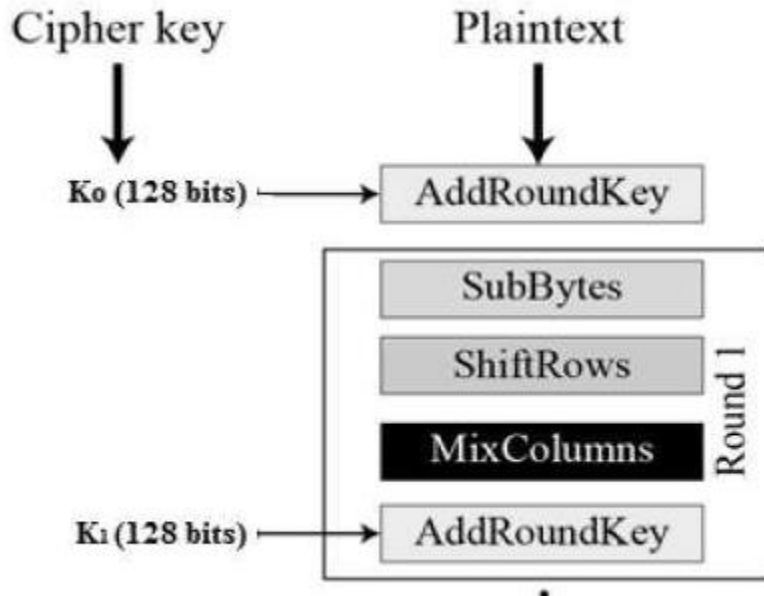 Cipher key
Plaintext
K0 (128 bits)
AddRoundKey
SubBytes
ShiftRows
MixColumns
Round 1
K1 (128 bits)
AddRoundKey